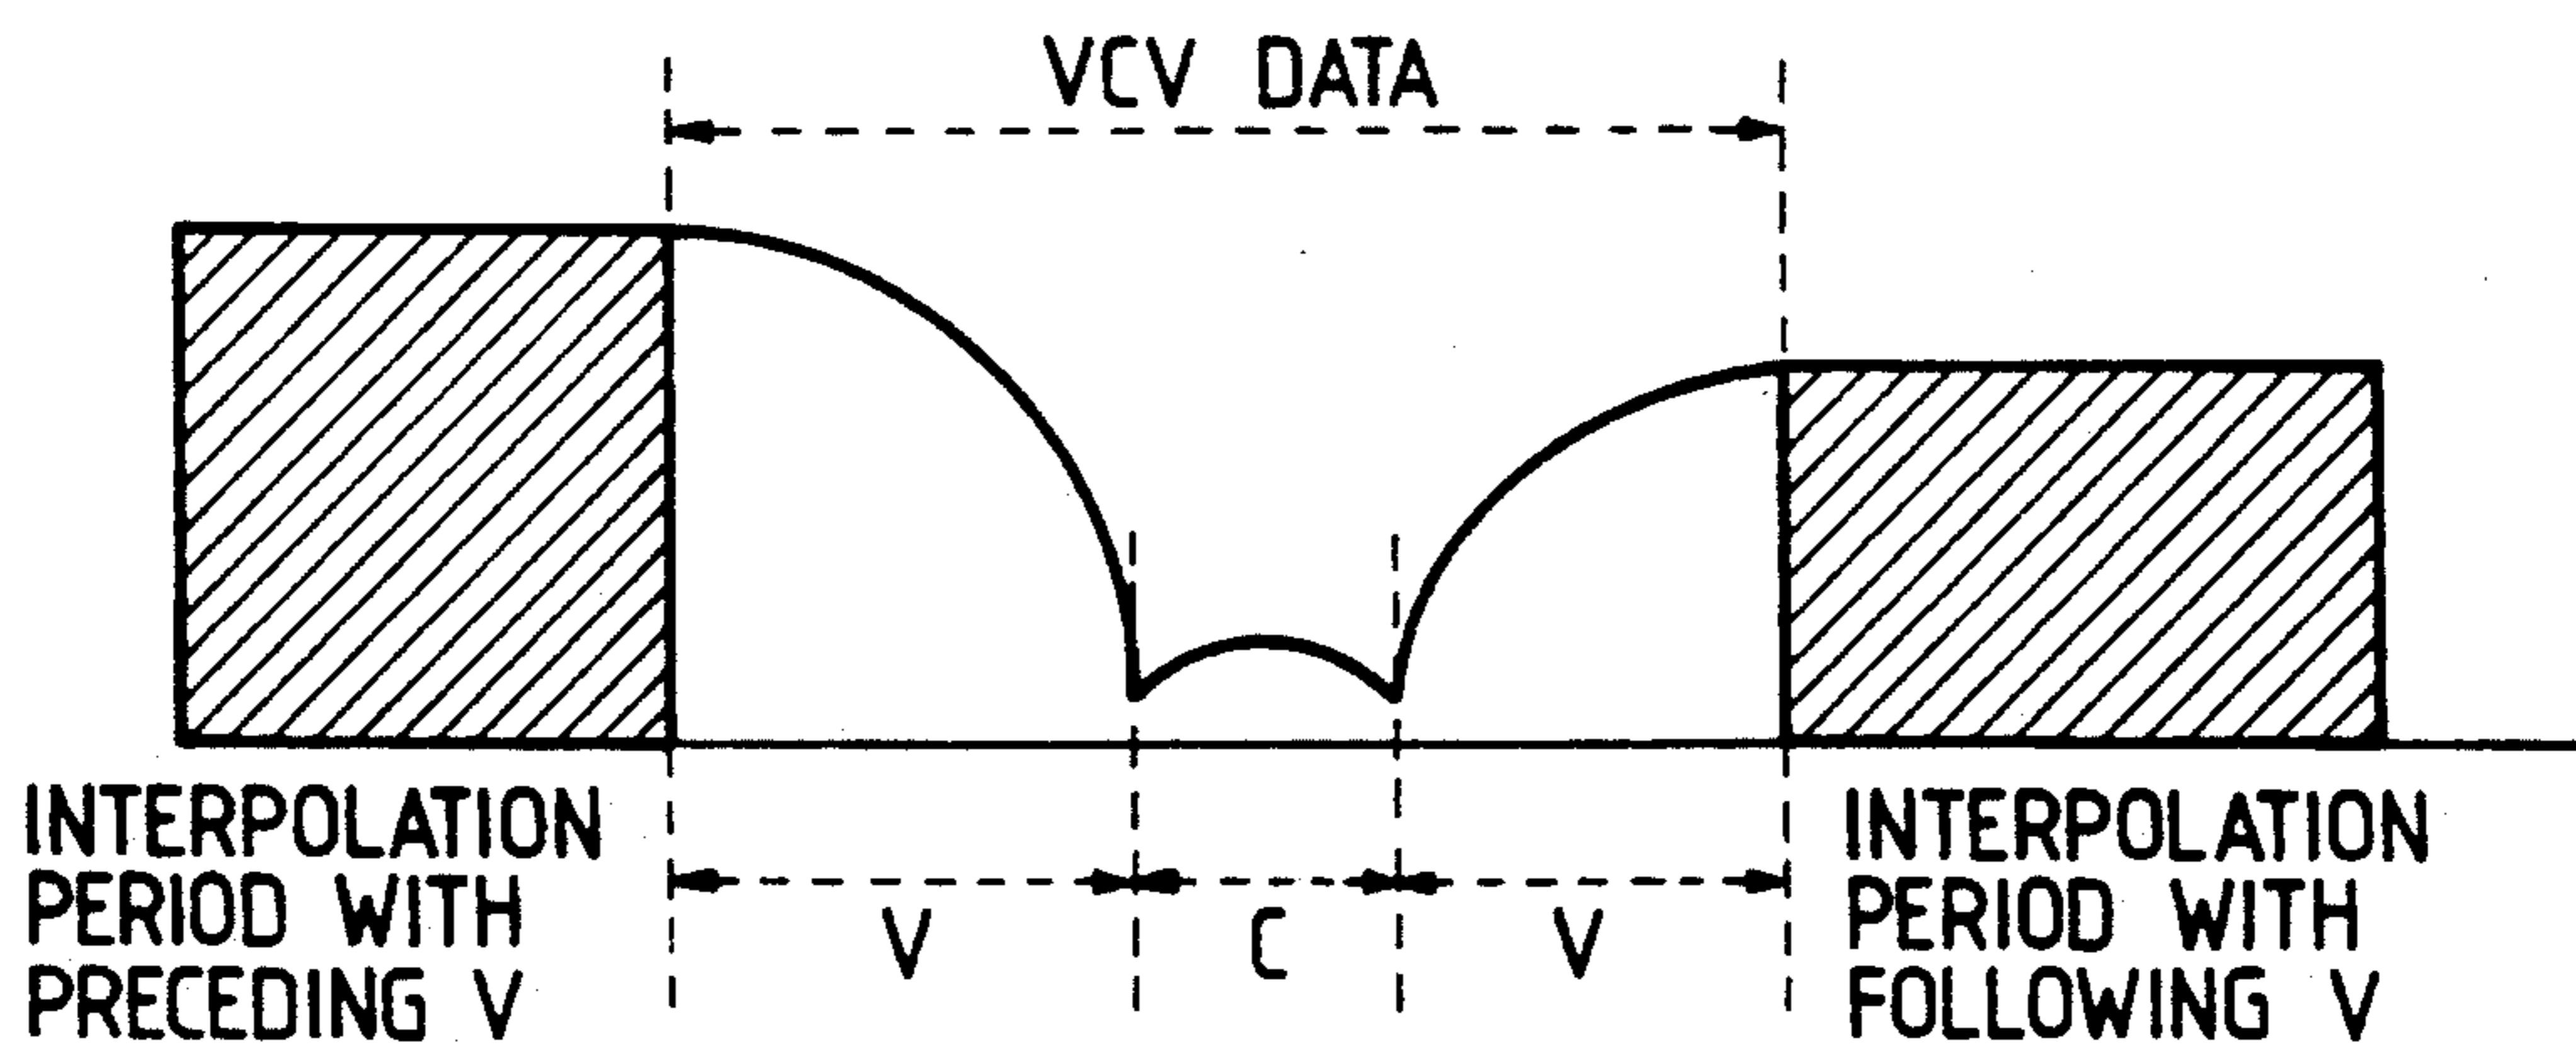 VCV DATA
INTERPOLATION
PERIOD WITH
PRECEDING V
V
C
V
INTERPOLATION
PERIOD WITH
FOLLOWING V